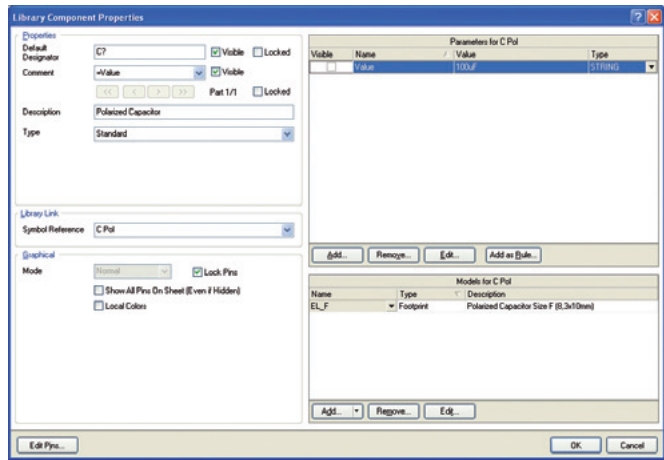 Library Component Properties
Properties
Default Designator C? Visible Locked
Comment =Value Visible
<< < > >> Part 1/1 Locked
Description Polarized Capacitor
Type Standard
Library Link
Symbol Reference C Pol
Graphical
Mode Normal Lock Pins
Show All Pins On Sheet (Even if Hidden)
Local Colors
Parameters for C Pol
Visible Name Value Type
Value 100uF STRING
Add... Remove... Edit... Add as Rule...
Models for C Pol
Name Type Description
EL_F Footprint Polarized Capacitor Size F (8,3x10mm)
Add... Remove... Edit...
Edit Pins... OK Cancel